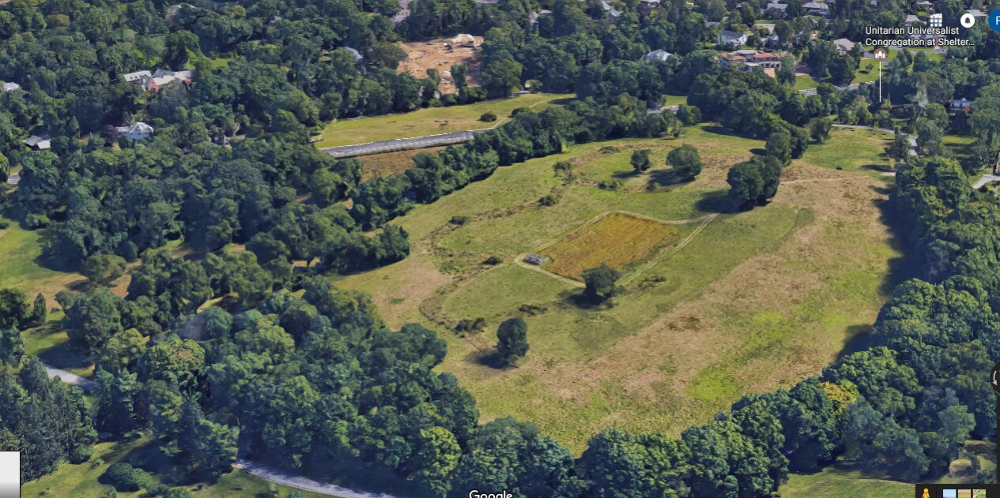 Unitarian Universalist
Congregation at Shelter...
F
Google